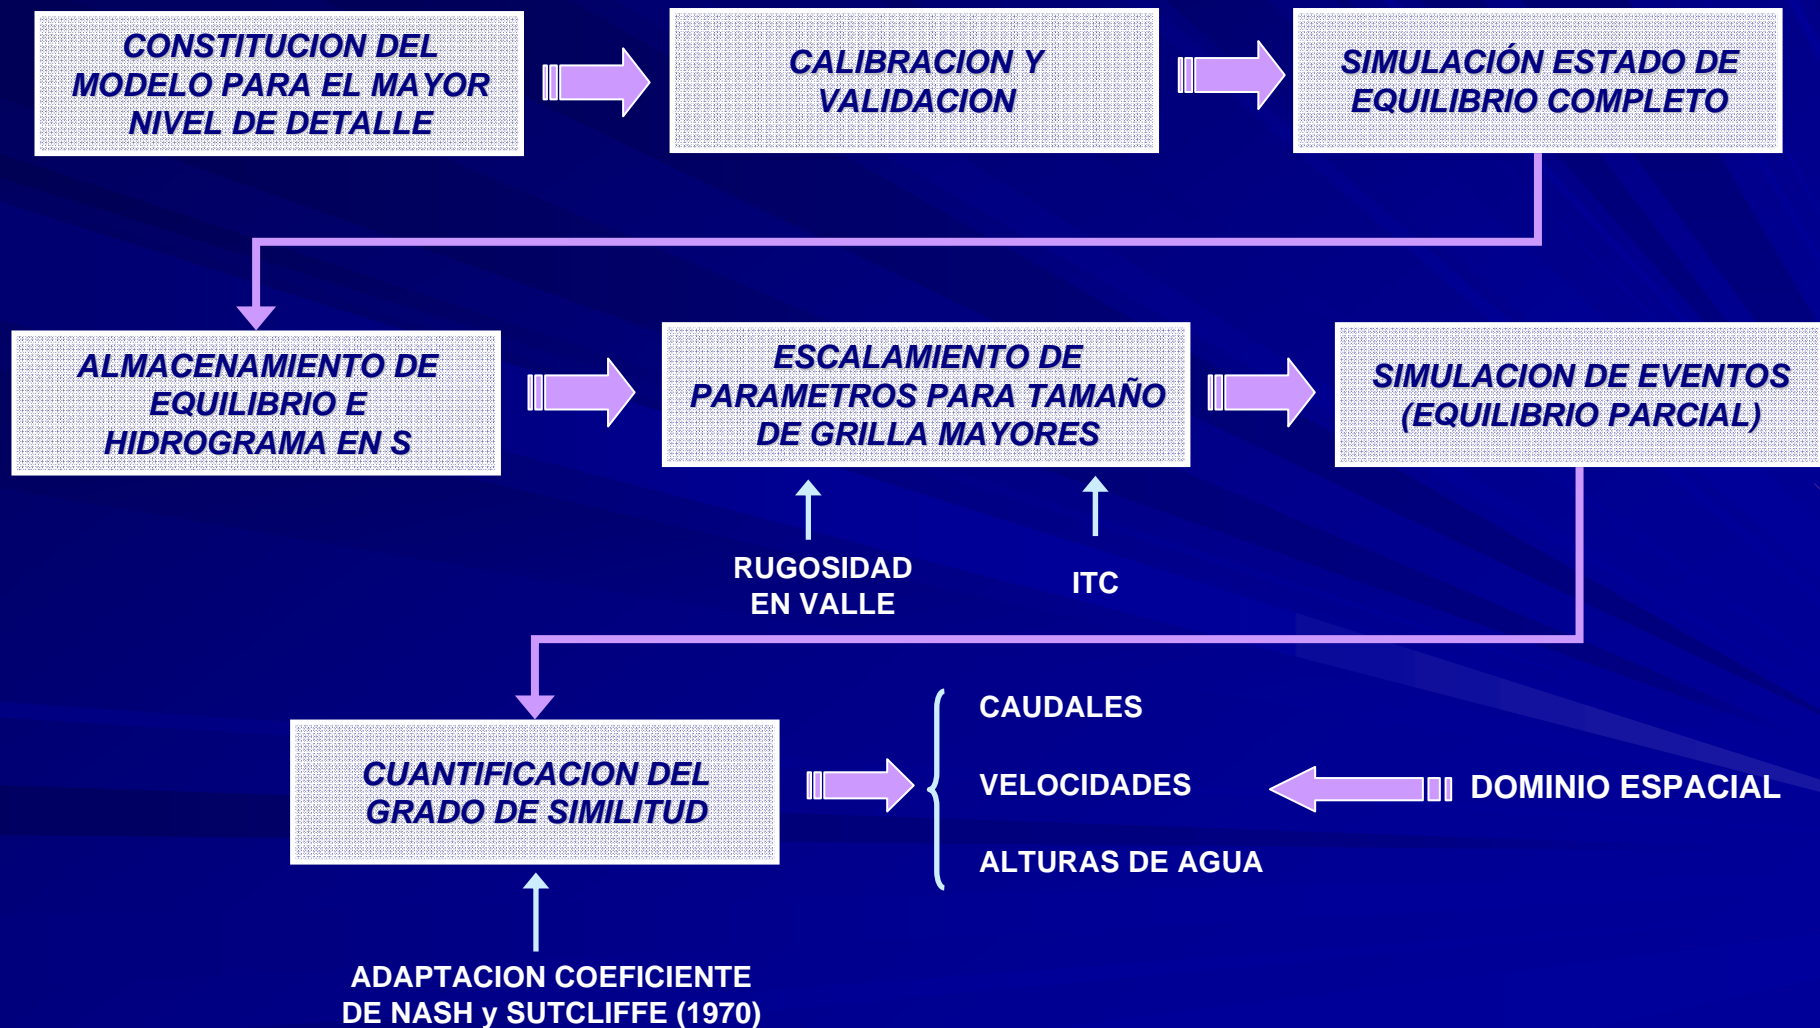 CONSTITUCION DEL
MODELO PARA EL MAYOR
NIVEL DE DETALLE
CALIBRACION Y
VALIDACION
SIMULACIÓN ESTADO DE
EQUILIBRIO COMPLETO
ALMACENAMIENTO DE
EQUILIBRIO E
HIDROGRAMA EN S
ESCALAMIENTO DE
PARAMETROS PARA TAMAÑO
DE GRILLA MAYORES
SIMULACION DE EVENTOS
(EQUILIBRIO PARCIAL)
RUGOSIDAD
EN VALLE
ITC
CUANTIFICACION DEL
GRADO DE SIMILITUD
CAUDALES
VELOCIDADES
ALTURAS DE AGUA
DOMINIO ESPACIAL
ADAPTACION COEFICIENTE
DE NASH y SUTCLIFFE (1970)